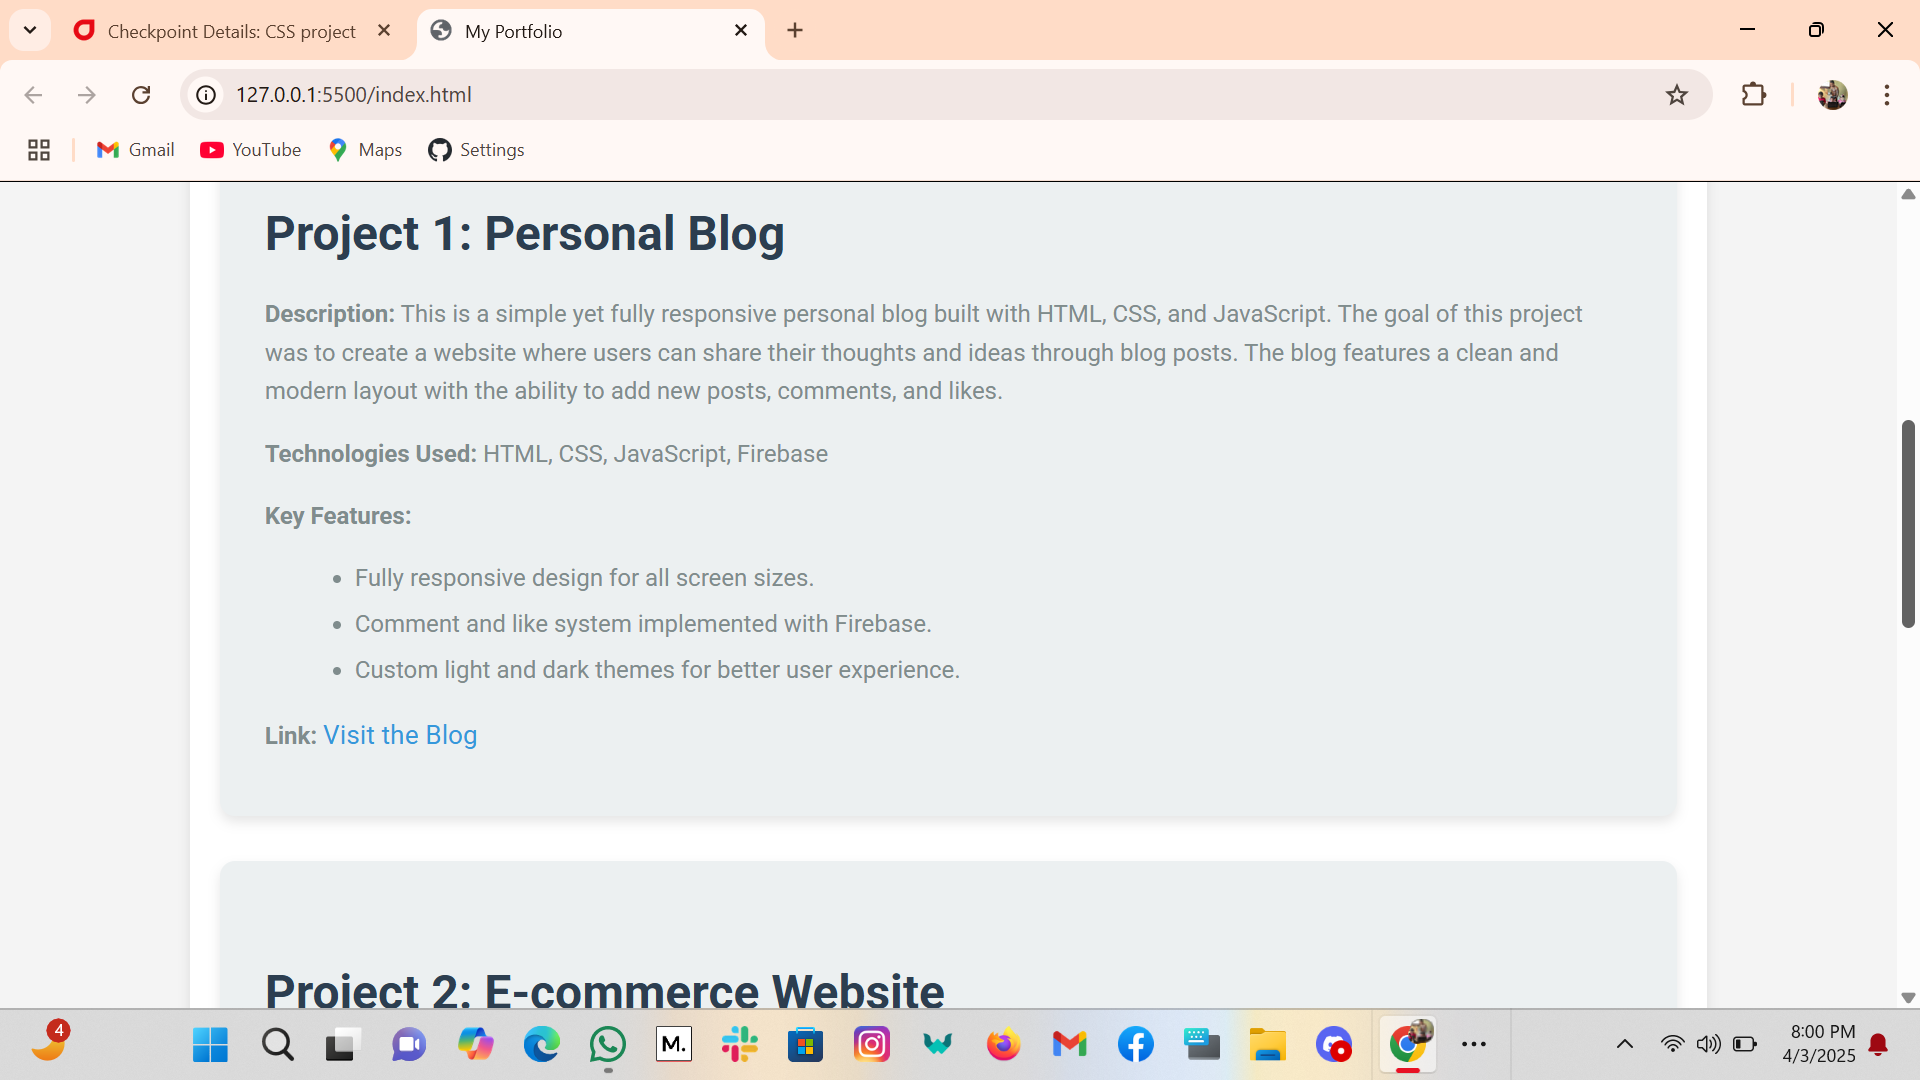 Checkpoint Details: CSS project
My Portfolio
127.0.0.1:5500/index.html
Gmail
YouTube
Maps
Settings
Project 1: Personal Blog
Description: This is a simple yet fully responsive personal blog built with HTML, CSS, and JavaScript. The goal of this project
was to create a website where users can share their thoughts and ideas through blog posts. The blog features a clean and
modern layout with the ability to add new posts, comments, and likes.
Technologies Used: HTML, CSS, JavaScript, Firebase
Key Features:
Fully responsive design for all screen sizes.
Comment and like system implemented with Firebase.
Custom light and dark themes for better user experience.
Link: Visit the Blog
Project 2: E-commerce Website
4
M.
8:00 PM
4/3/2025